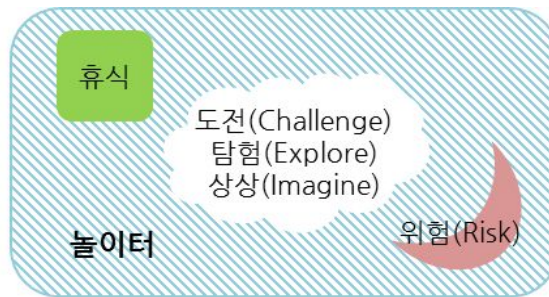 휴식
도전(Challenge)
탐험(Explore)
상상(Imagine)
위험(Risk)
놀이터